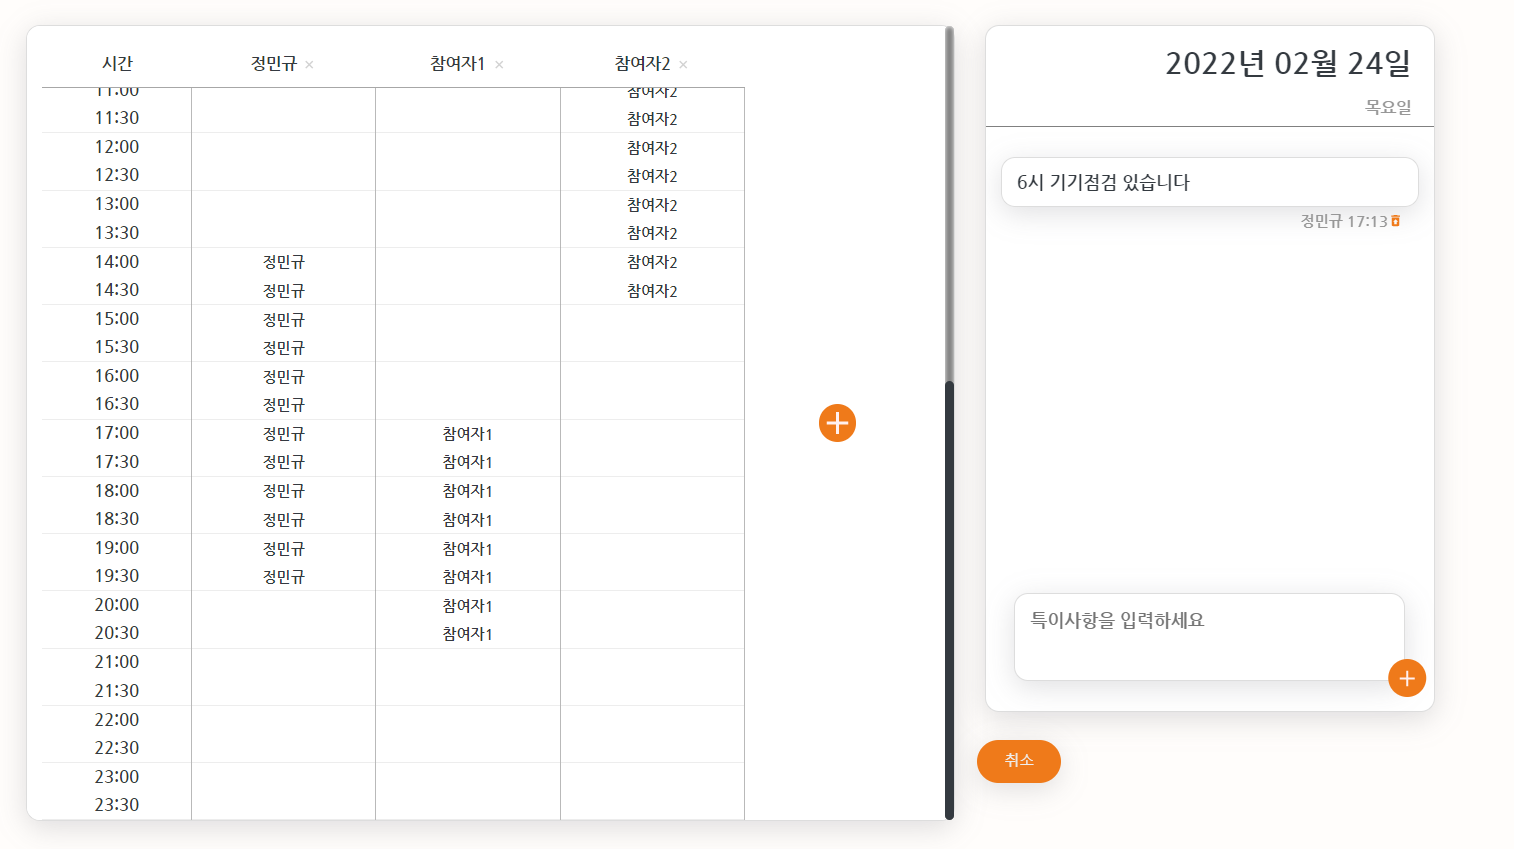 시간 정민규 × 참여자1 × 참여자2 ×
11:00 참여자2
11:30 참여자2
12:00 참여자2
12:30 참여자2
13:00 참여자2
13:30 참여자2
14:00 정민규 참여자2
14:30 정민규 참여자2
15:00 정민규
15:30 정민규
16:00 정민규
16:30 정민규
17:00 정민규 참여자1
17:30 정민규 참여자1
18:00 정민규 참여자1
18:30 정민규 참여자1
19:00 정민규 참여자1
19:30 정민규 참여자1
20:00 참여자1
20:30 참여자1
21:00
21:30
22:00
22:30
23:00
23:30
2022년 02월 24일
목요일
6시 기기점검 있습니다
정민규 17:13
특이사항을 입력하세요
취소